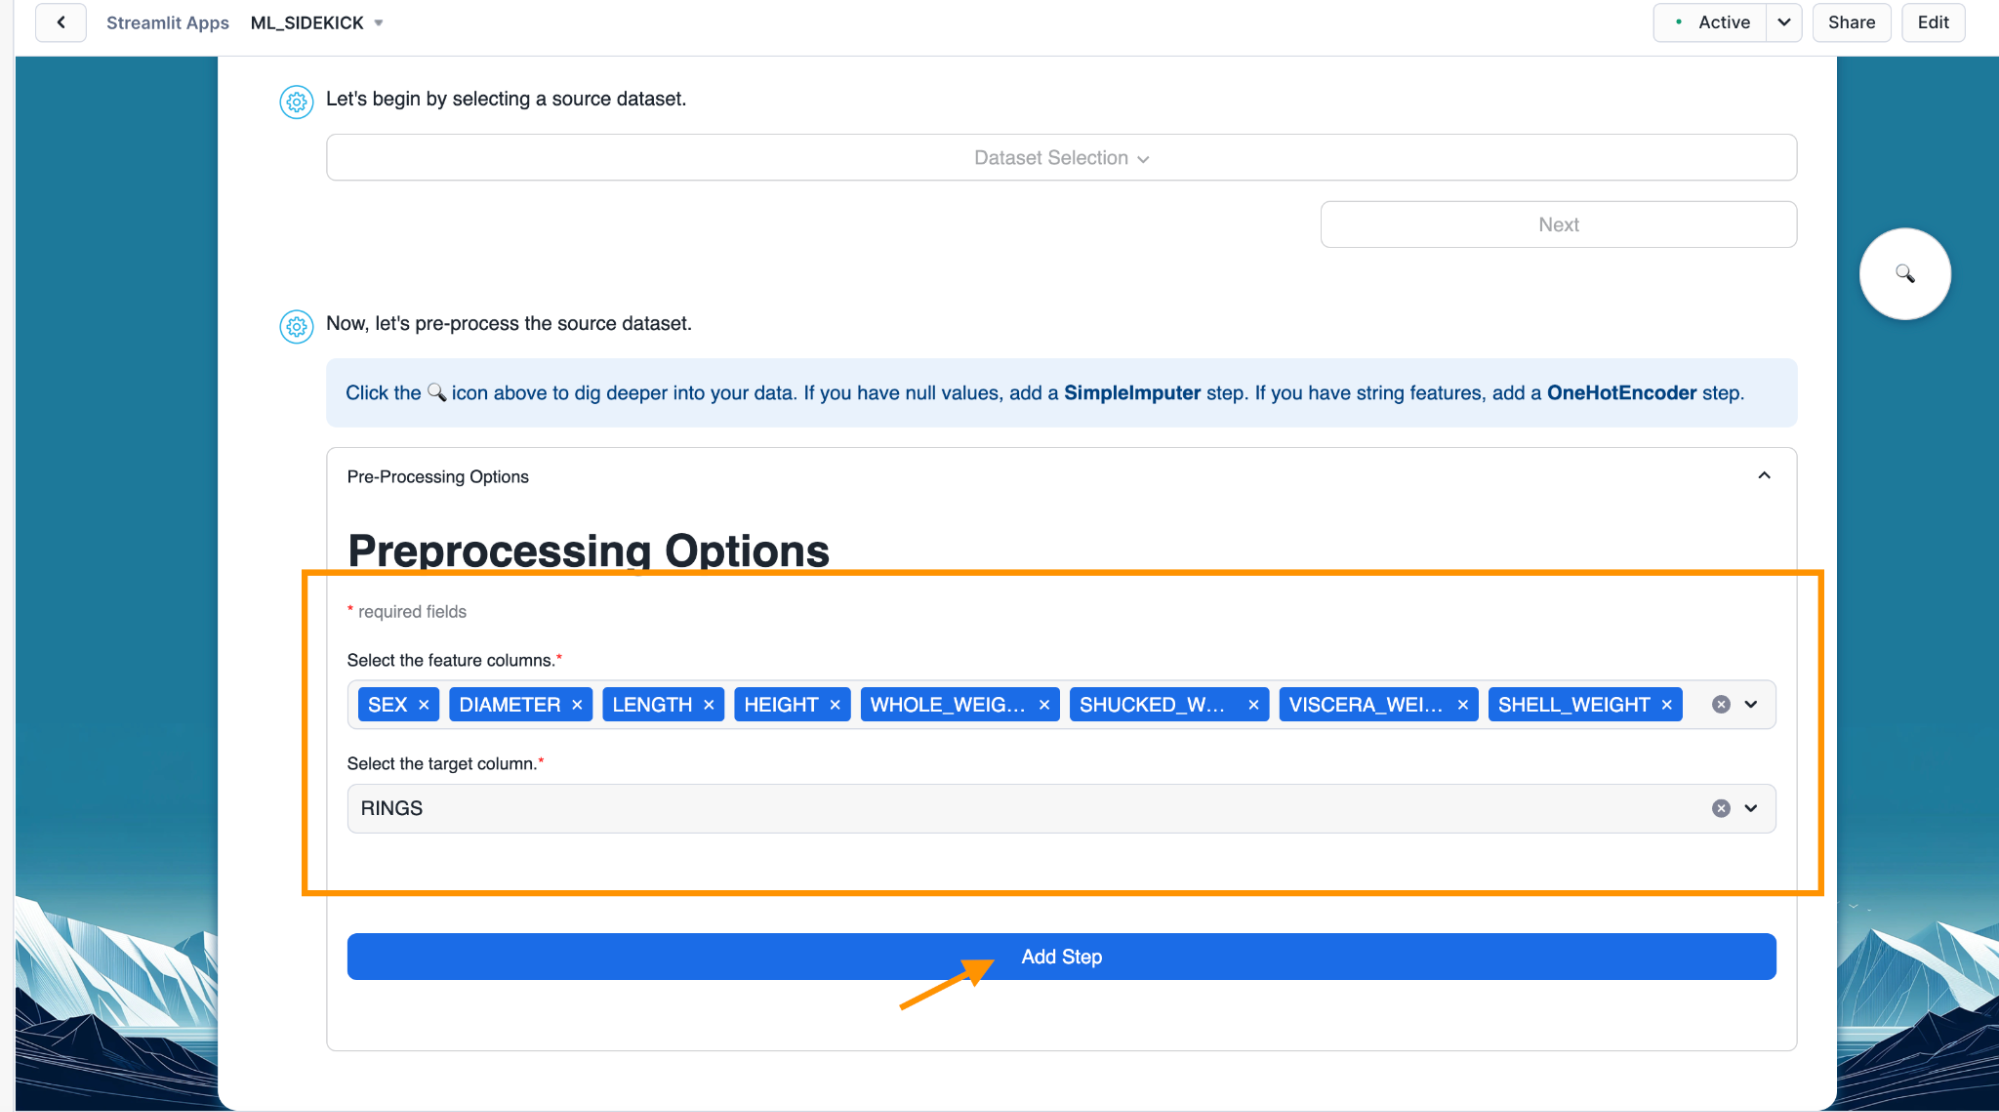 Streamlit Apps ML_SIDEKICK Active Share Edit
Let's begin by selecting a source dataset.
Dataset Selection
Next
Now, let's pre-process the source dataset.
Click the 🔍 icon above to dig deeper into your data. If you have null values, add a SimpleImputer step. If you have string features, add a OneHotEncoder step.
Pre-Processing Options
Preprocessing Options
* required fields
Select the feature columns.*
SEX × DIAMETER × LENGTH × HEIGHT × WHOLE_WEIG... × SHUCKED_W... × VISCERA_WEI... × SHELL_WEIGHT ×
Select the target column.*
RINGS
Add Step